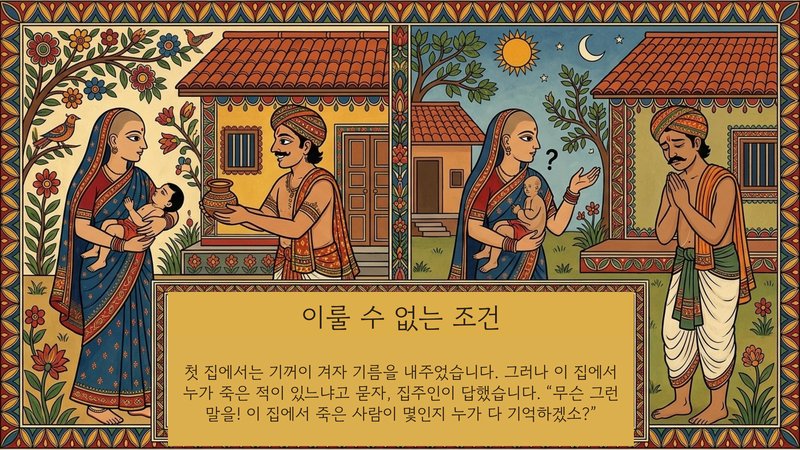 ?
이룰 수 없는 조건
첫 집에서는 기꺼이 겨자 기름을 내주었습니다. 그러나 이 집에서
누가 죽은 적이 있느냐고 묻자, 집주인이 답했습니다. “무슨 그런
말을! 이 집에서 죽은 사람이 몇인지 누가 다 기억하겠소?”